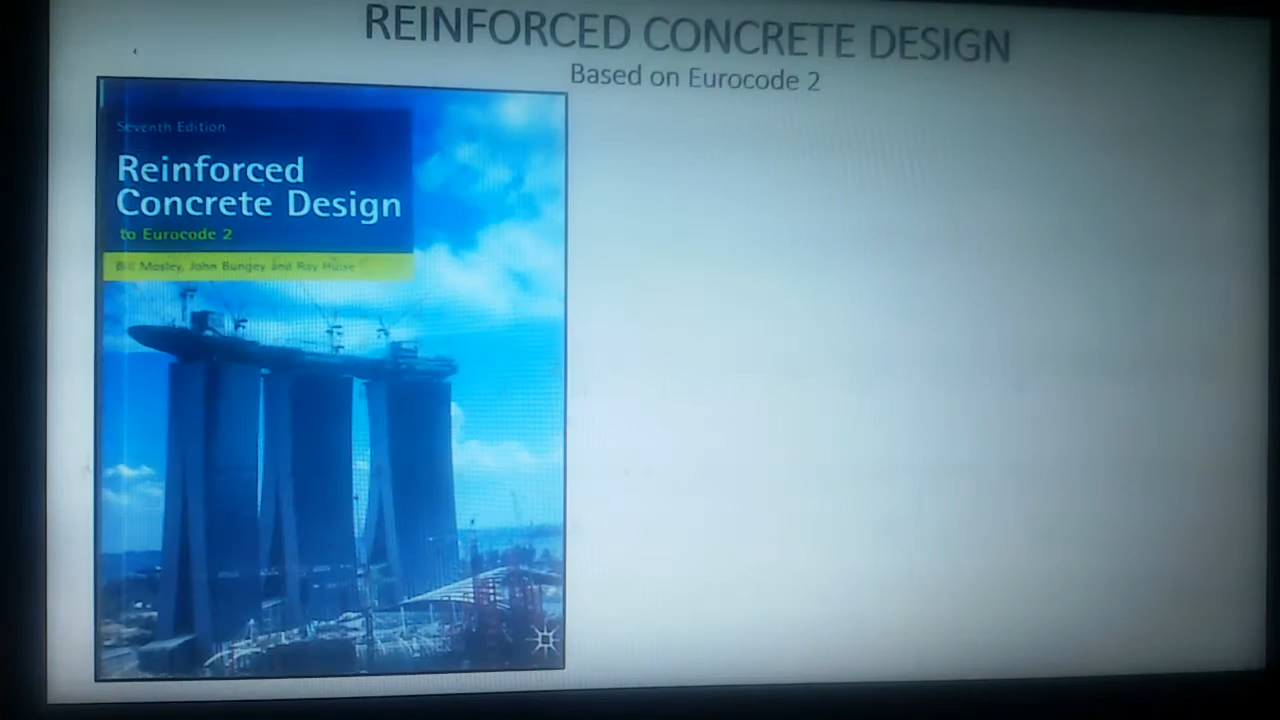 REINFORCED CONCRETE DESIGN
Based on Eurocode 2
Seventh Edition
Reinforced
Concrete Design
to Eurocode 2
Bill Mosley, John Bungey and Ray Hulse